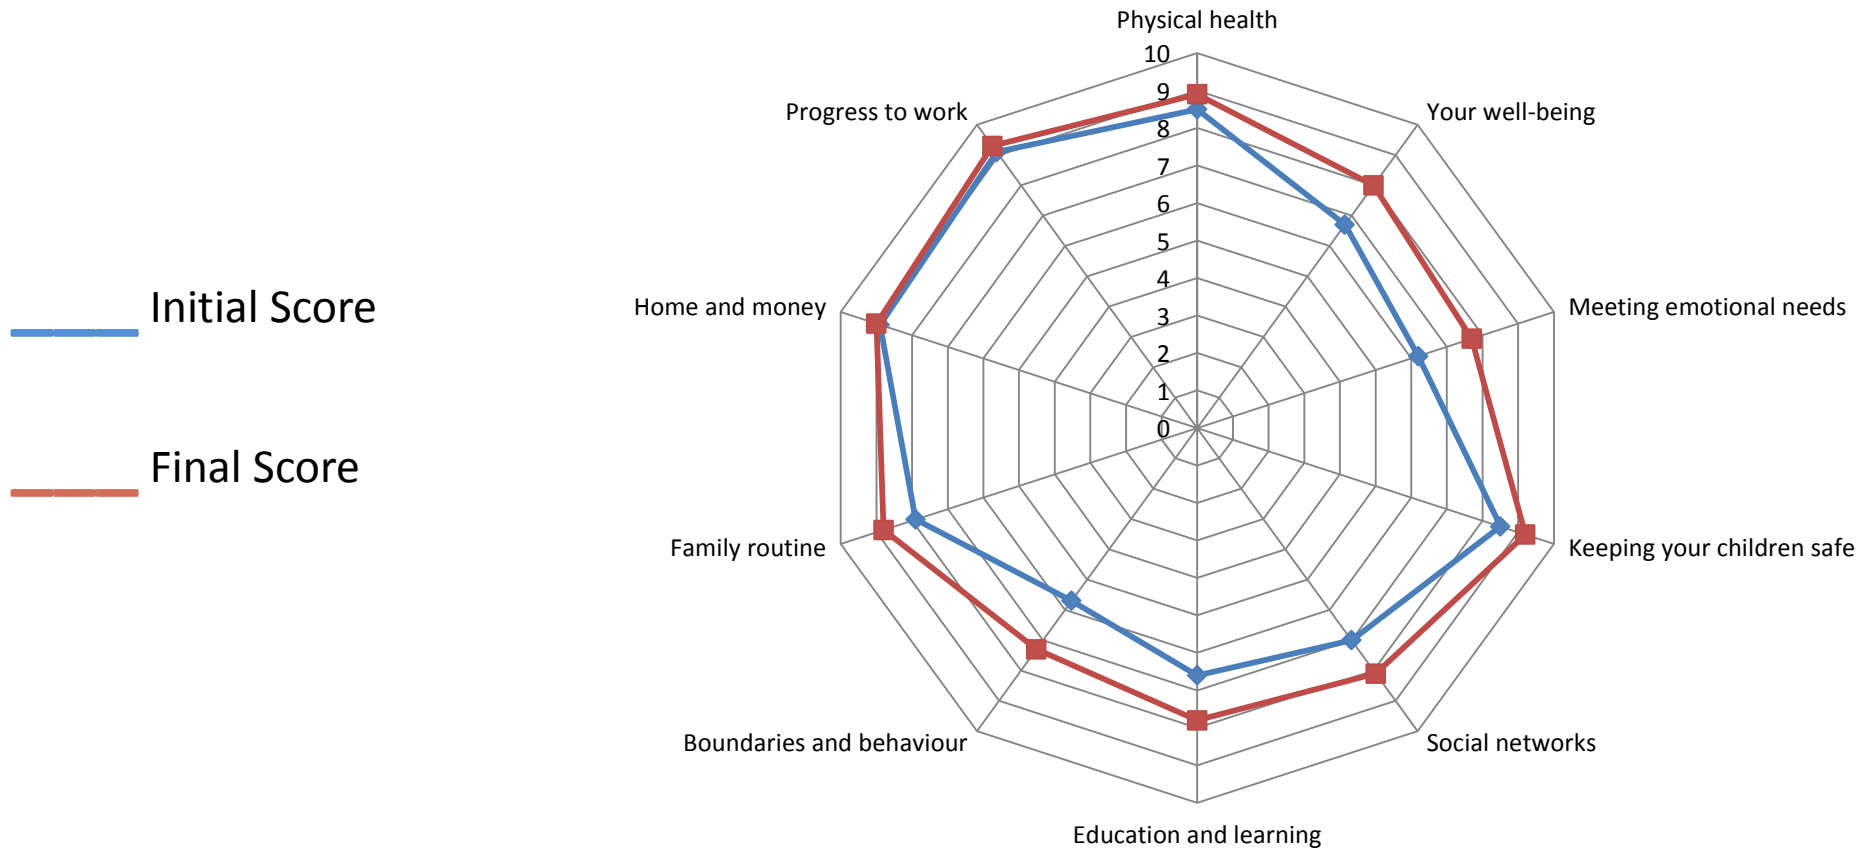 Physical health
10
9
8
7
6
5
4
3
2
1
0
Your well-being
Meeting emotional needs
Keeping your children safe
Social networks
Education and learning
Boundaries and behaviour
Family routine
Home and money
Progress to work
Initial Score
Final Score